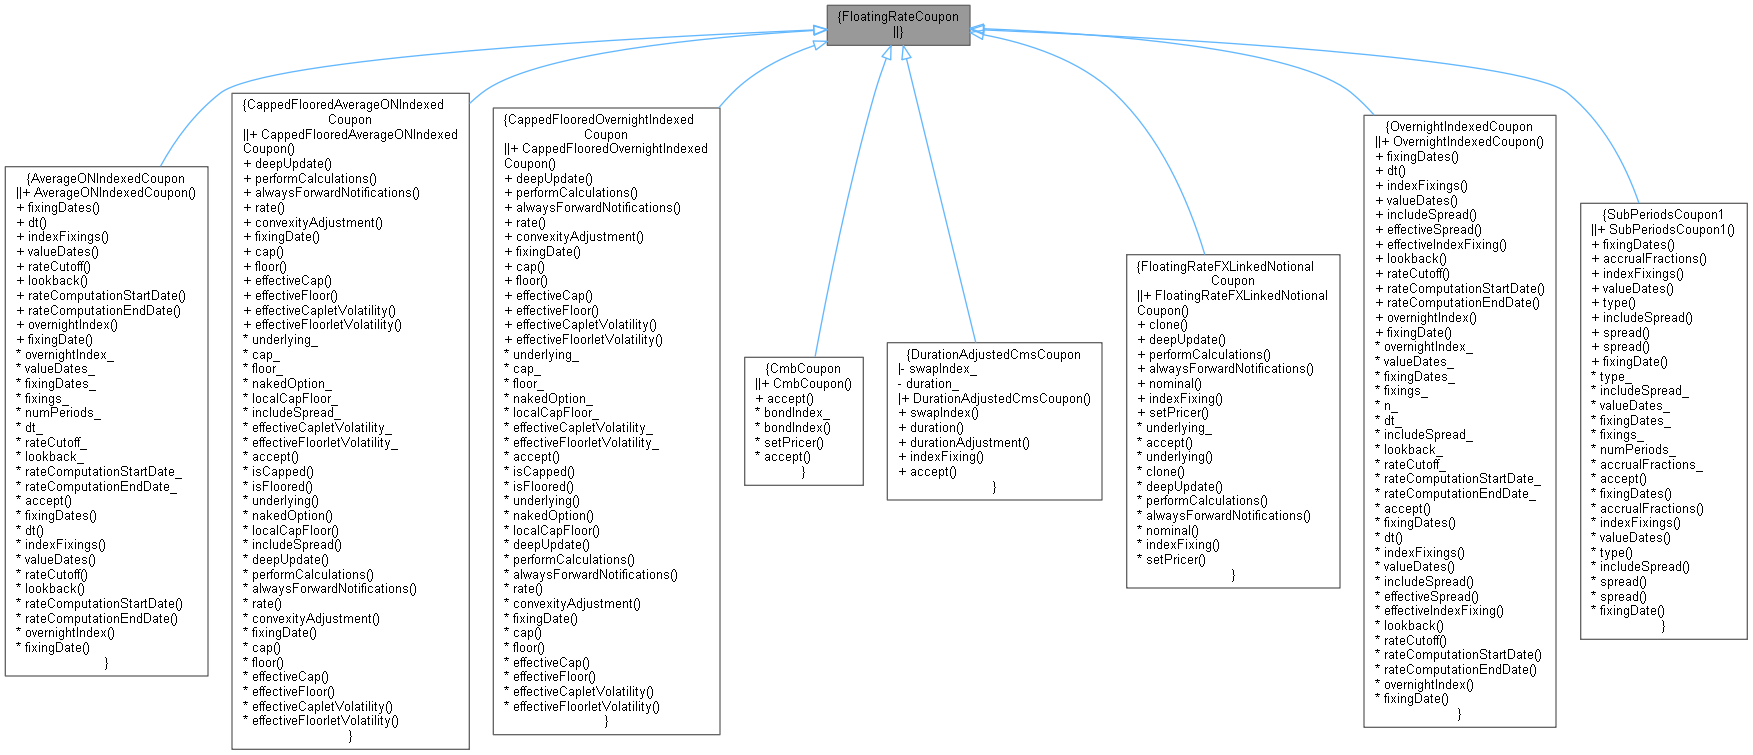 {FloatingRateCoupon
||}
{AverageONIndexedCoupon
||+ AverageONIndexedCoupon()
+ fixingDates()
+ dt()
+ indexFixings()
+ valueDates()
+ rateCutoff()
+ lookback()
+ rateComputationStartDate()
+ rateComputationEndDate()
+ overnightIndex()
+ fixingDate()
* overnightIndex_
* valueDates_
* fixingDates_
* fixings_
* numPeriods_
* dt_
* rateCutoff_
* lookback_
* rateComputationStartDate_
* rateComputationEndDate_
* accept()
* fixingDates()
* dt()
* indexFixings()
* valueDates()
* rateCutoff()
* lookback()
* rateComputationStartDate()
* rateComputationEndDate()
* overnightIndex()
* fixingDate()
}
{CappedFlooredAverageONIndexed
Coupon
||+ CappedFlooredAverageONIndexed
Coupon()
+ deepUpdate()
+ performCalculations()
+ alwaysForwardNotifications()
+ rate()
+ convexityAdjustment()
+ fixingDate()
+ cap()
+ floor()
+ effectiveCap()
+ effectiveFloor()
+ effectiveCapletVolatility()
+ effectiveFloorletVolatility()
* underlying_
* cap_
* floor_
* nakedOption_
* localCapFloor_
* includeSpread_
* effectiveCapletVolatility_
* effectiveFloorletVolatility_
* accept()
* isCapped()
* isFloored()
* underlying()
* nakedOption()
* localCapFloor()
* includeSpread()
* deepUpdate()
* performCalculations()
* alwaysForwardNotifications()
* rate()
* convexityAdjustment()
* fixingDate()
* cap()
* floor()
* effectiveCap()
* effectiveFloor()
* effectiveCapletVolatility()
* effectiveFloorletVolatility()
}
{CappedFlooredOvernightIndexed
Coupon
||+ CappedFlooredOvernightIndexed
Coupon()
+ deepUpdate()
+ performCalculations()
+ alwaysForwardNotifications()
+ rate()
+ convexityAdjustment()
+ fixingDate()
+ cap()
+ floor()
+ effectiveCap()
+ effectiveFloor()
+ effectiveCapletVolatility()
+ effectiveFloorletVolatility()
* underlying_
* cap_
* floor_
* nakedOption_
* localCapFloor_
* effectiveCapletVolatility_
* effectiveFloorletVolatility_
* accept()
* isCapped()
* isFloored()
* underlying()
* nakedOption()
* localCapFloor()
* deepUpdate()
* performCalculations()
* alwaysForwardNotifications()
* rate()
* convexityAdjustment()
* fixingDate()
* cap()
* floor()
* effectiveCap()
* effectiveFloor()
* effectiveCapletVolatility()
* effectiveFloorletVolatility()
}
{CmbCoupon
||+ CmbCoupon()
+ accept()
* bondIndex_
* bondIndex()
* setPricer()
* accept()
}
{DurationAdjustedCmsCoupon
|- swapIndex_
- duration_
|+ DurationAdjustedCmsCoupon()
+ swapIndex()
+ duration()
+ durationAdjustment()
+ indexFixing()
+ accept()
}
{FloatingRateFXLinkedNotional
Coupon
||+ FloatingRateFXLinkedNotional
Coupon()
+ clone()
+ deepUpdate()
+ performCalculations()
+ alwaysForwardNotifications()
+ nominal()
+ indexFixing()
+ setPricer()
* underlying_
* accept()
* underlying()
* clone()
* deepUpdate()
* performCalculations()
* alwaysForwardNotifications()
* nominal()
* indexFixing()
* setPricer()
}
{OvernightIndexedCoupon
||+ OvernightIndexedCoupon()
+ fixingDates()
+ dt()
+ indexFixings()
+ valueDates()
+ includeSpread()
+ effectiveSpread()
+ effectiveIndexFixing()
+ lookback()
+ rateCutoff()
+ rateComputationStartDate()
+ rateComputationEndDate()
+ overnightIndex()
+ fixingDate()
* overnightIndex_
* valueDates_
* fixingDates_
* fixings_
* n_
* dt_
* includeSpread_
* lookback_
* rateCutoff_
* rateComputationStartDate_
* rateComputationEndDate_
* accept()
* fixingDates()
* dt()
* indexFixings()
* valueDates()
* includeSpread()
* effectiveSpread()
* effectiveIndexFixing()
* lookback()
* rateCutoff()
* rateComputationStartDate()
* rateComputationEndDate()
* overnightIndex()
* fixingDate()
}
{SubPeriodsCoupon1
||+ SubPeriodsCoupon1()
+ fixingDates()
+ accrualFractions()
+ indexFixings()
+ valueDates()
+ type()
+ includeSpread()
+ spread()
+ spread()
+ fixingDate()
* type_
* includeSpread_
* valueDates_
* fixingDates_
* fixings_
* numPeriods_
* accrualFractions_
* accept()
* fixingDates()
* accrualFractions()
* indexFixings()
* valueDates()
* type()
* includeSpread()
* spread()
* spread()
* fixingDate()
}